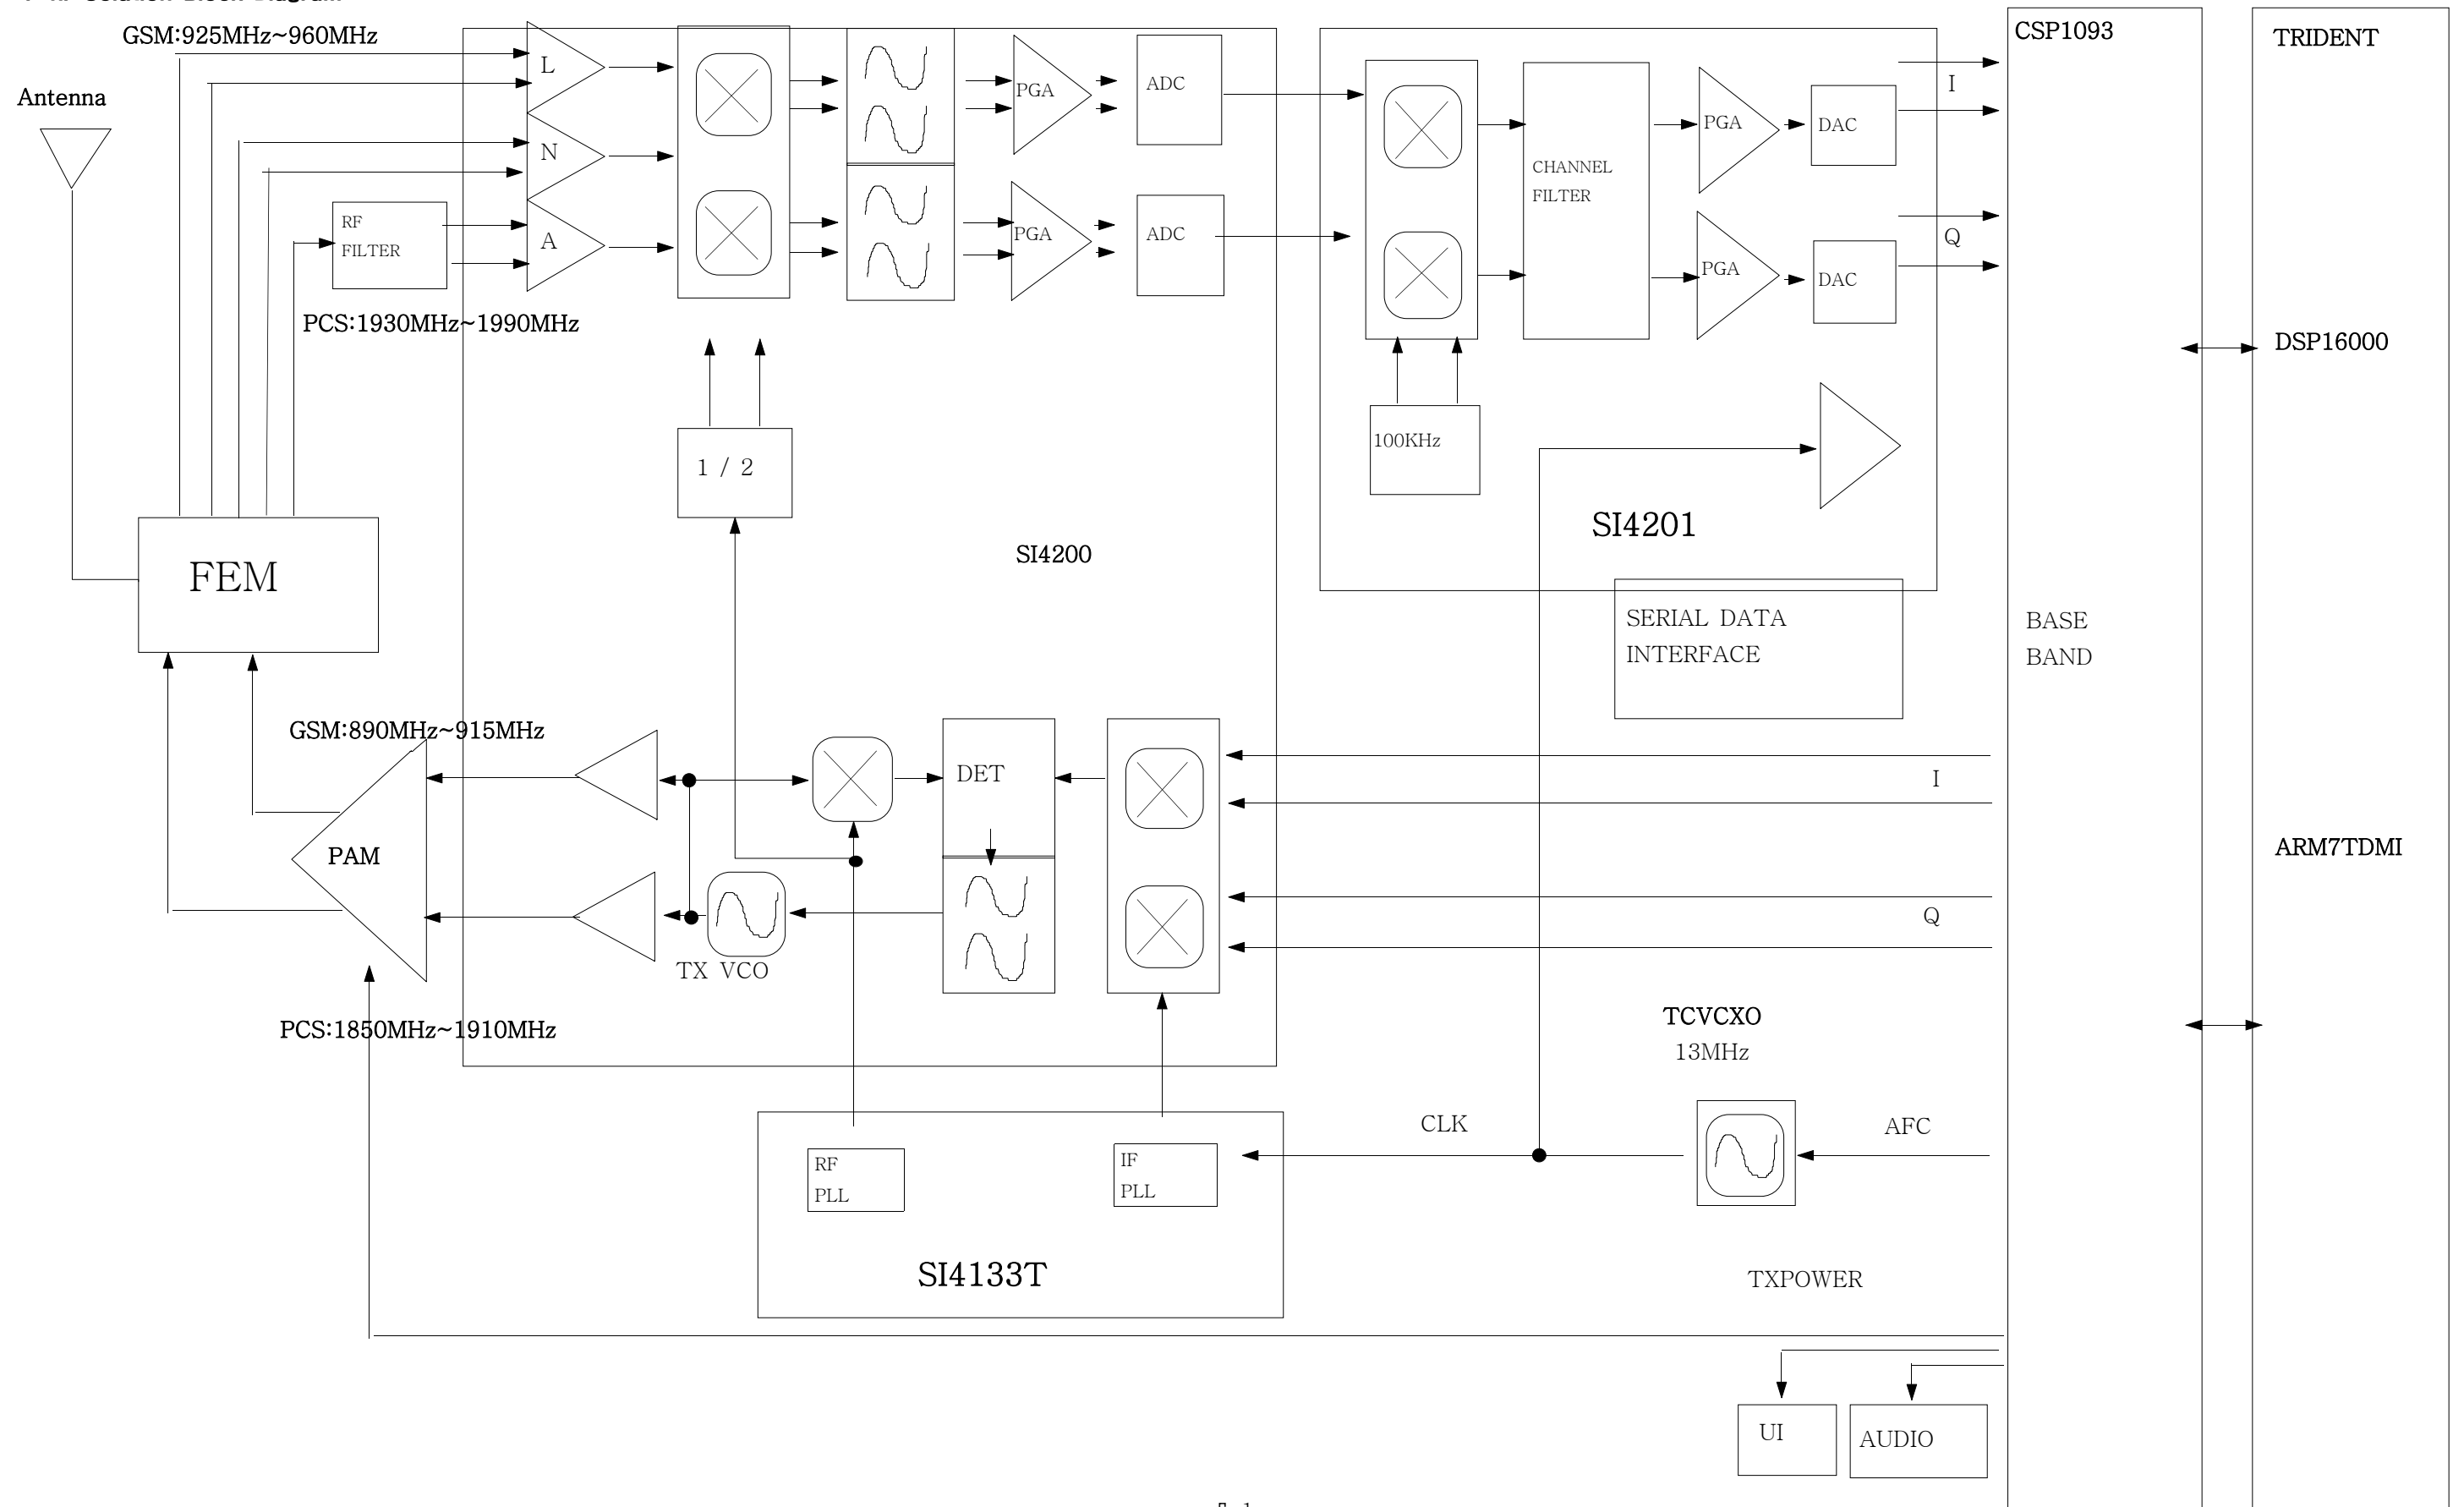 GSM:925MHz~960MHz
Antenna
L
N
A
RF
FILTER
PCS:1930MHz~1990MHz
PGA
PGA
ADC
ADC
1 / 2
SI4200
FEM
CHANNEL
FILTER
PGA
PGA
DAC
DAC
100KHz
SI4201
SERIAL DATA
INTERFACE
I
Q
CSP1093
BASE
BAND
TRIDENT
DSP16000
ARM7TDMI
GSM:890MHz~915MHz
PAM
PCS:1850MHz~1910MHz
TX VCO
DET
I
Q
TCVCXO
13MHz
CLK
AFC
RF
PLL
IF
PLL
SI4133T
TXPOWER
UI
AUDIO